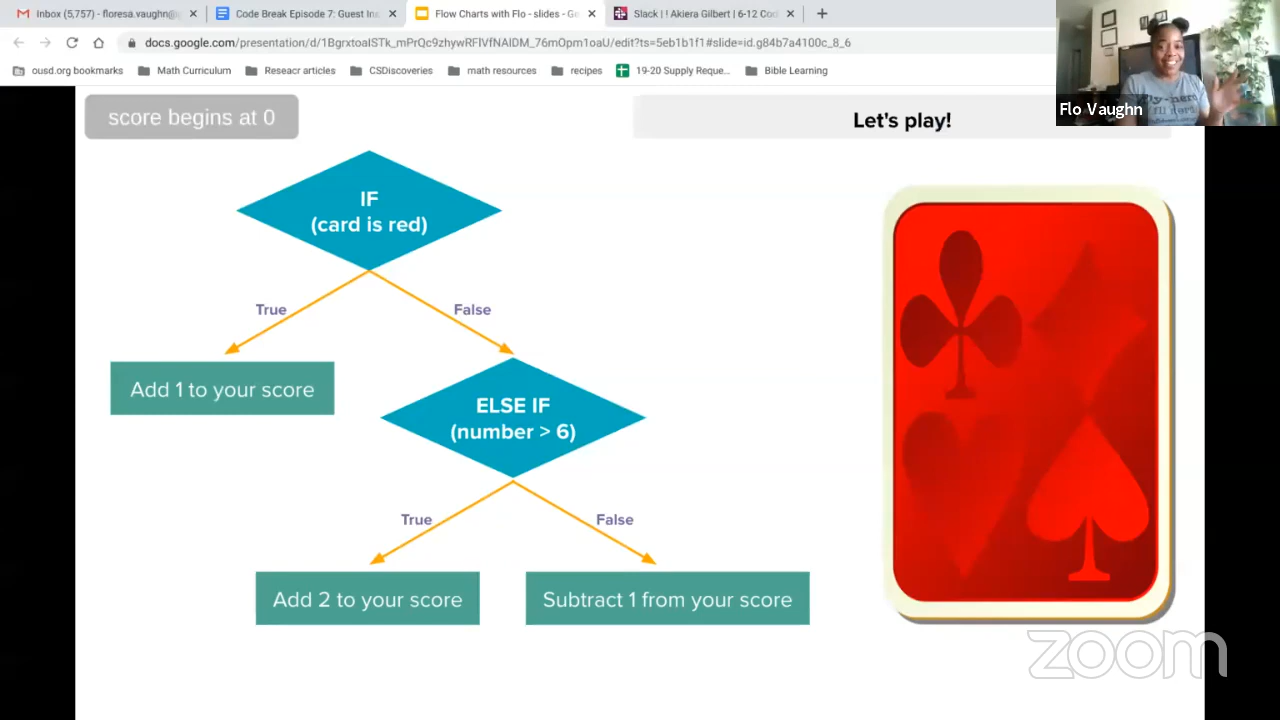 Inbox (5,757) - floresa.vaughn@
Code Break Episode 7: Guest Ins
Flow Charts with Flo - slides - Go
Slack | ! Akiera Gilbert | 6-12 Cod
docs.google.com/presentation/d/1BgrxtoaISTk_mPrQc9zhywRFIVfNAIDM_76mOpm1oaU/edit?ts=5eb1b1f1#slide=id.g84b7a4100c_8_6
ousd.org bookmarks
Math Curriculum
Reseacr articles
CSDiscoveries
math resources
recipes
19-20 Supply Reque...
Bible Learning
Flo Vaughn
score begins at 0
Let's play!
IF
(card is red)
True
False
Add 1 to your score
ELSE IF
(number > 6)
True
False
Add 2 to your score
Subtract 1 from your score
zoom